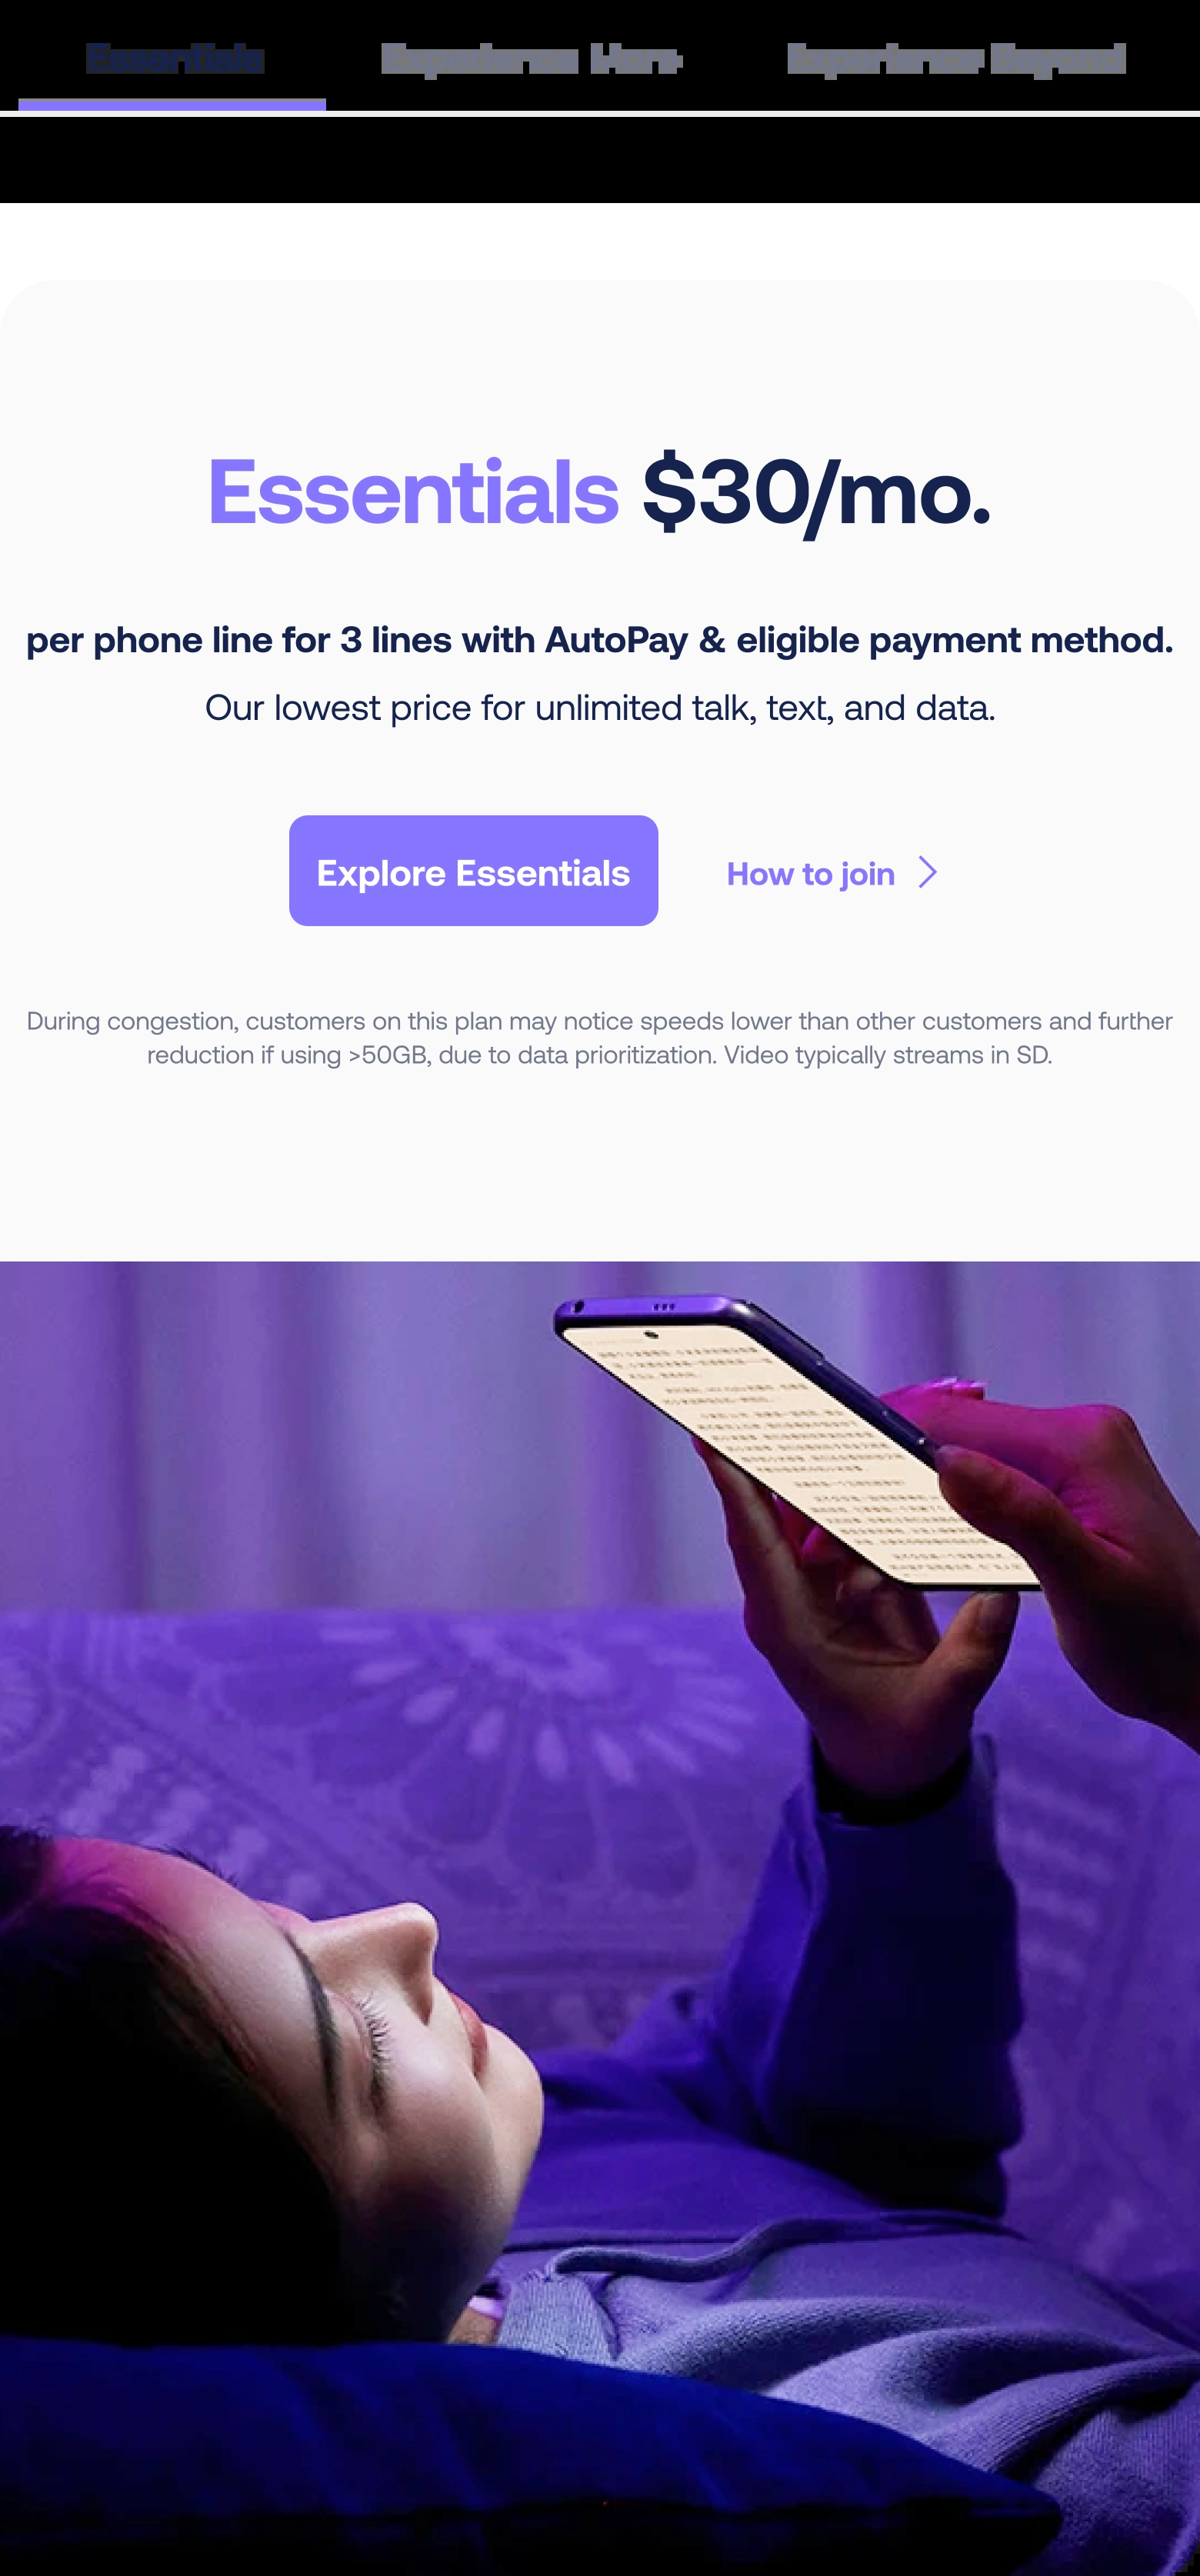 Essentials Experience More Experience Beyond
Essentials $30/mo.
per phone line for 3 lines with AutoPay & eligible payment method.
Our lowest price for unlimited talk, text, and data.
Explore Essentials How to join
During congestion, customers on this plan may notice speeds lower than other customers and further
reduction if using >50GB, due to data prioritization. Video typically streams in SD.